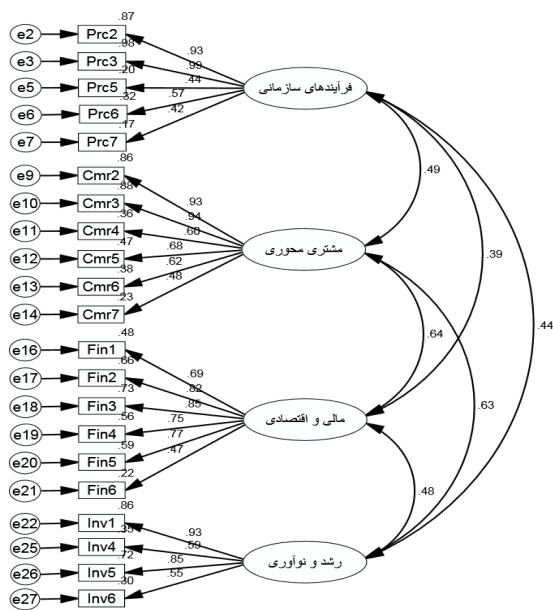 .87
e2 Prc2
.98
.93
e3 Prc3
.99
.20
.44
e5 Prc5
فرآیندهای سازمانی
.32
.57
e6 Prc6
.42
.17
e7 Prc7
.86
.49
e9 Cmr2
.88
.93
e10 Cmr3
.94
.36
.60
e11 Cmr4
مشتری محوری
.47
.68
e12 Cmr5
.39
.38
.62
e13 Cmr6
.48
.23
e14 Cmr7
.44
.48
.64
e16 Fin1
.66
.69
.63
e17 Fin2
.82
.73
.85
e18 Fin3
مالی و اقتصادی
.56
.75
e19 Fin4
.77
.59
e20 Fin5
.47
.22
.48
e21 Fin6
.86
e22 Inv1
.93
.35
.59
e25 Inv4
رشد و نوآوری
.72
.85
e26 Inv5
.55
.30
e27 Inv6